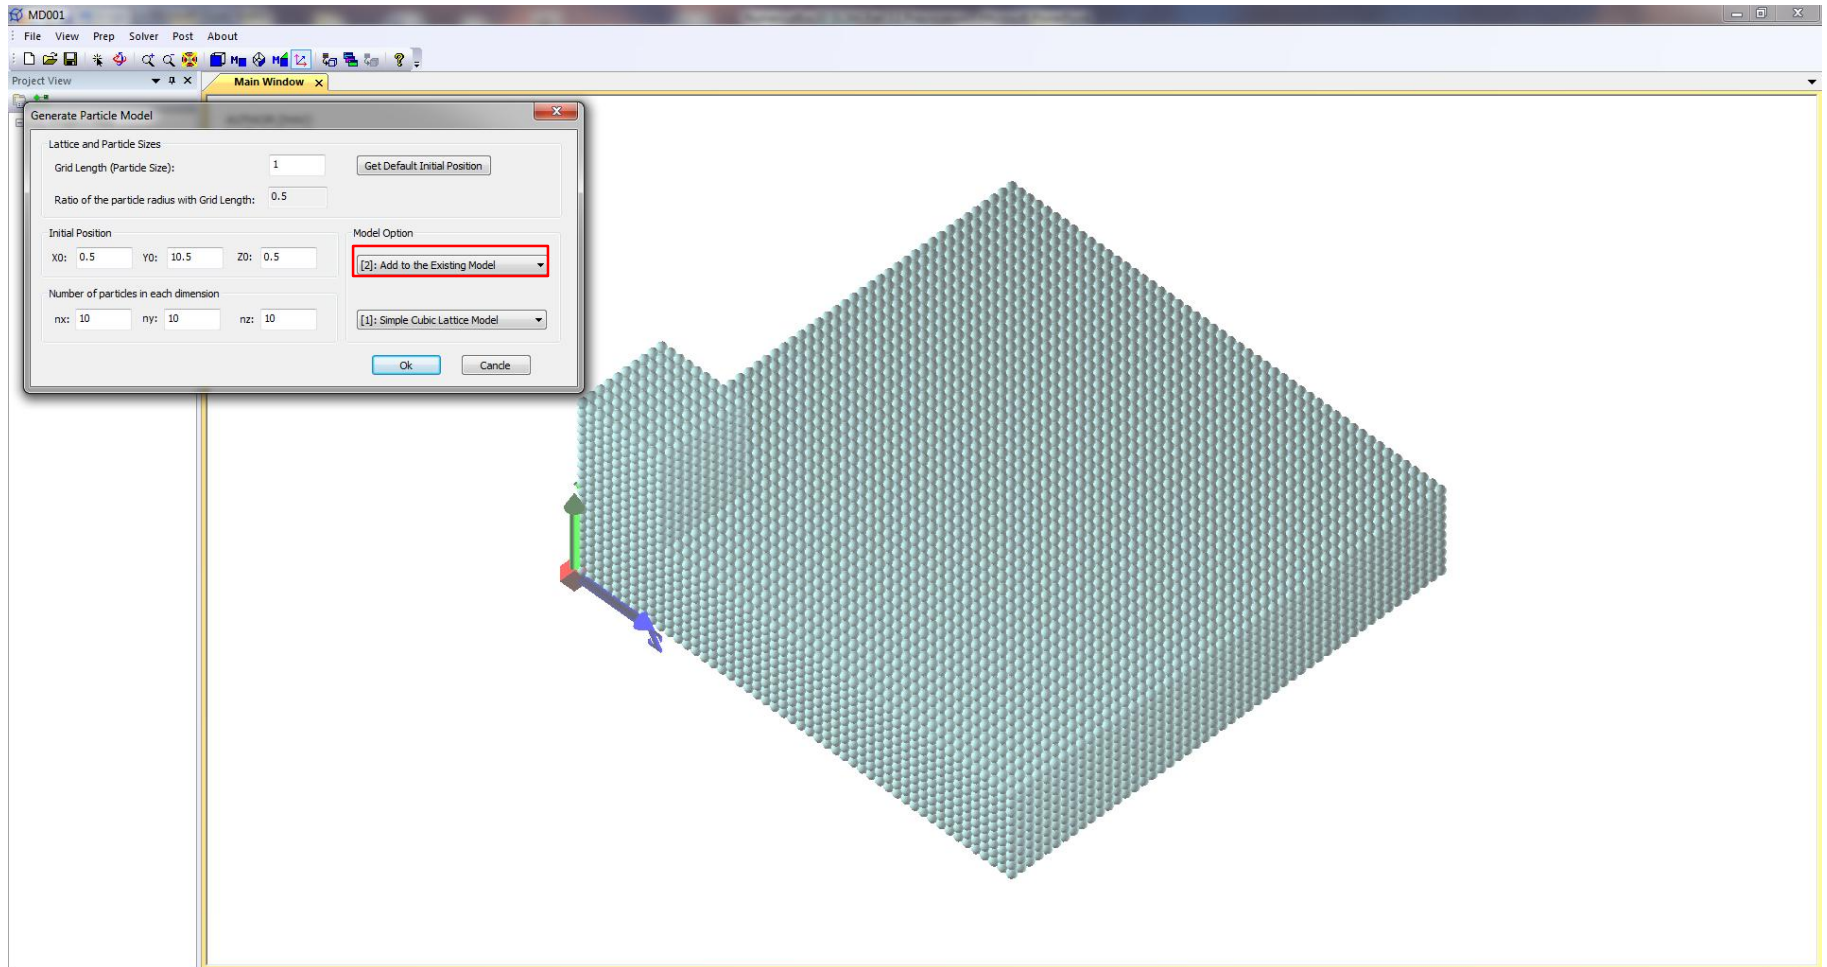 MD001
File View Prep Solver Post About
Project View
Main Window
Generate Particle Model
Lattice and Particle Sizes
Grid Length (Particle Size): 1 Get Default Initial Position
Ratio of the particle radius with Grid Length: 0.5
Initial Position Model Option
X0: 0.5 Y0: 10.5 Z0: 0.5 [2]: Add to the Existing Model
Number of particles in each dimension
nx: 10 ny: 10 nz: 10 [1]: Simple Cubic Lattice Model
Ok Cancle
Z